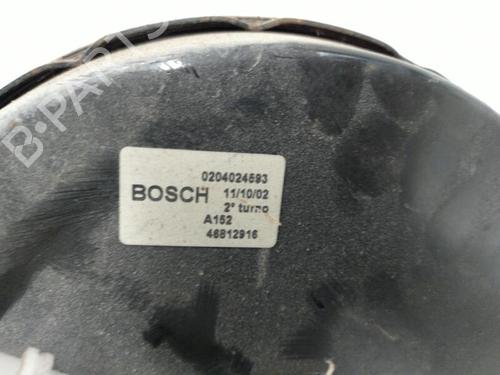 B-PARTS
0204024593
BOSCH 11/10/02
2° turno
A152
46812916